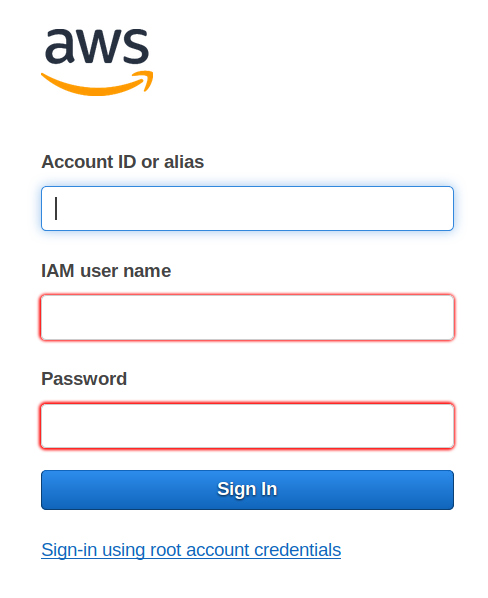 aws
Account ID or alias
IAM user name
Password
Sign In
Sign-in using root account credentials